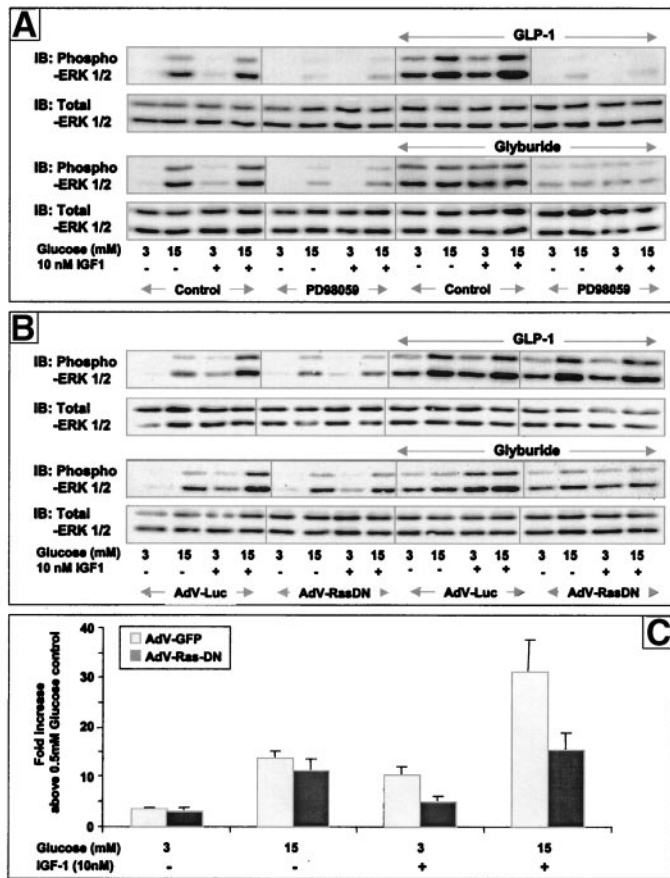 A
GLP-1
IB: Phospho
-ERK 1/2
IB: Total
-ERK 1/2
Glyburide
IB: Phospho
-ERK 1/2
IB: Total
-ERK 1/2
Glucose (mM) 3 15 3 15 3 15 3 15 3 15 3 15 3 15 3 15
10 nM IGF1 - - + + - - + + - - + + - - + +
Control PD98059 Control PD98059
B
GLP-1
IB: Phospho
-ERK 1/2
IB: Total
-ERK 1/2
Glyburide
IB: Phospho
-ERK 1/2
IB: Total
-ERK 1/2
Glucose (mM) 3 15 3 15 3 15 3 15 3 15 3 15 3 15 3 15
10 nM IGF1 - - + + - - + + - - + + - - + +
AdV-Luc AdV-RasDN AdV-Luc AdV-RasDN
C
AdV-GFP
AdV-Ras-DN
Fold increase
above 0.5mM Glucose control
40
30
20
10
0
Glucose (mM) 3 15 3 15
IGF-1 (10nM) - - + +